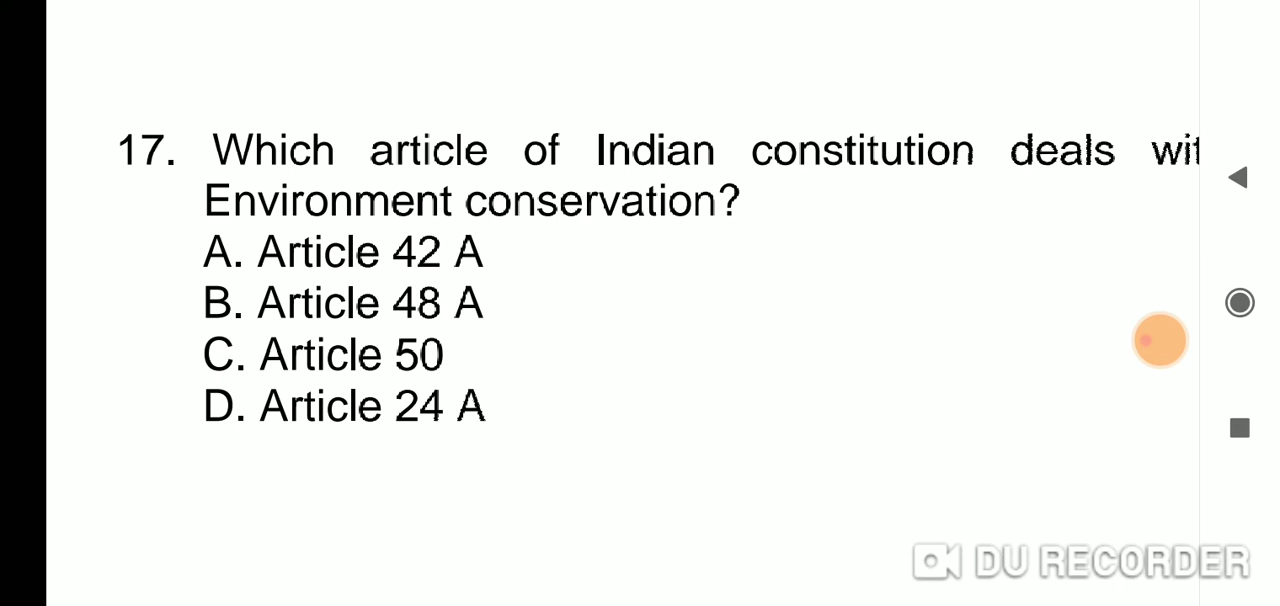 17. Which article of Indian constitution deals wit
Environment conservation?
A. Article 42 A
B. Article 48 A
C. Article 50
D. Article 24 A
DU RECORDER